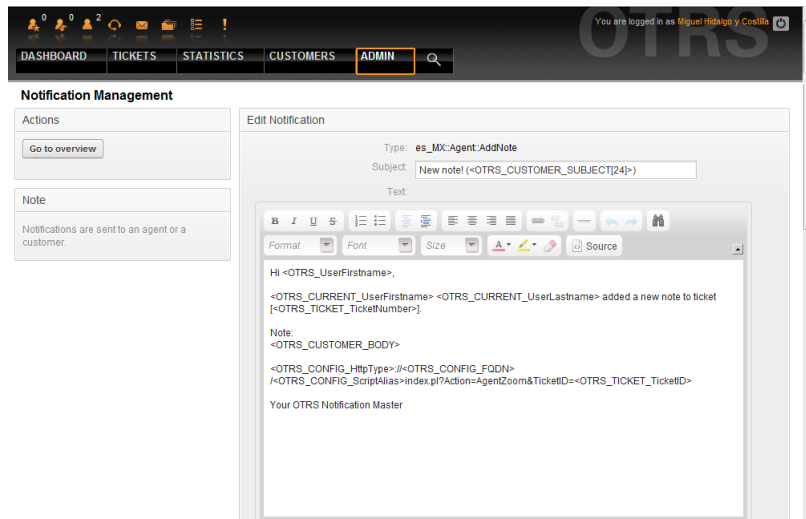 0 0 2
You are logged in as Miguel Hidalgo y Costilla
OTRS
DASHBOARD TICKETS STATISTICS CUSTOMERS ADMIN
Notification Management
Actions
Go to overview
Note
Notifications are sent to an agent or a
customer.
Edit Notification
Type: es_MX::Agent::AddNote
Subject: New note! (<OTRS_CUSTOMER_SUBJECT[24]>)
Text:
B I U S
Format Font Size A Source
Hi <OTRS_UserFirstname>,
<OTRS_CURRENT_UserFirstname> <OTRS_CURRENT_UserLastname> added a new note to ticket
[<OTRS_TICKET_TicketNumber>].
Note:
<OTRS_CUSTOMER_BODY>
<OTRS_CONFIG_HttpType>://<OTRS_CONFIG_FQDN>
/<OTRS_CONFIG_ScriptAlias>index.pl?Action=AgentZoom&TicketID=<OTRS_TICKET_TicketID>
Your OTRS Notification Master